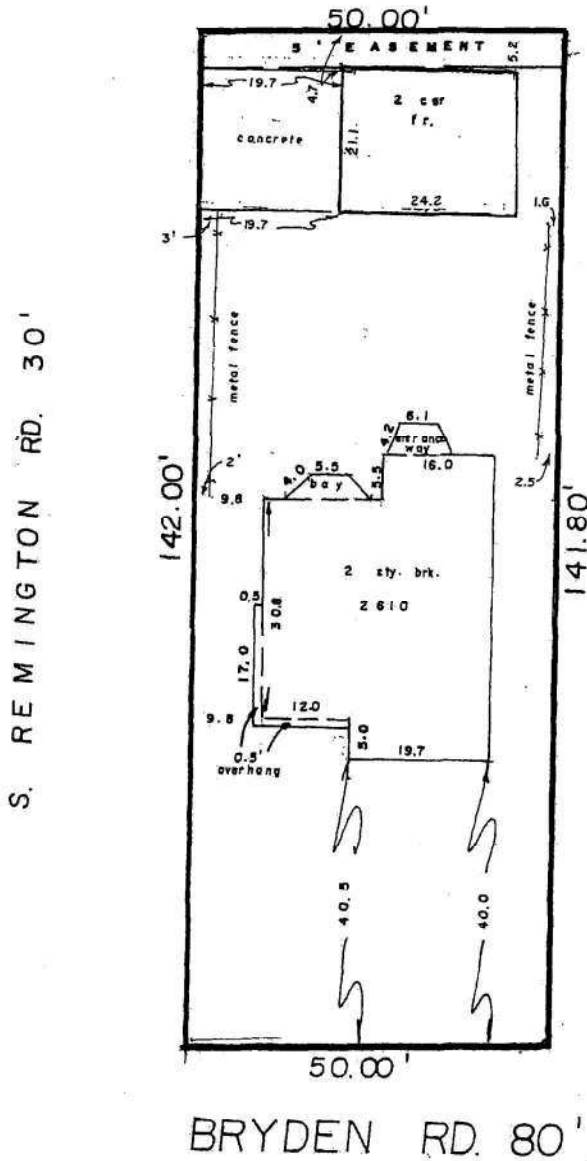 50.00'
5' EASEMENT
5.2
19.7
4.7
2 car
fr.
concrete
21.1
24.2
1.6
3'
19.7
metal fence
metal fence
S. REMINGTON RD. 30'
142.00'
141.80'
6.1
4.2
entrance
way
16.0
5.5
4.0
bay
5.5
2'
9.8
2.5
2 sty. brk.
2610
0.5
30.8
17.0
12.0
9.8
5.0
19.7
0.5'
overhang
40.5
40.0
50.00'
BRYDEN RD. 80'